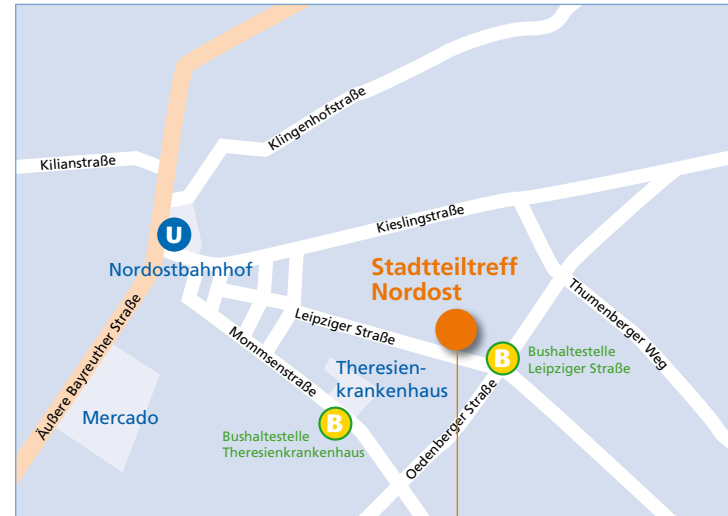 Klingenhofstraße
Kilianstraße
Kieslingstraße
U
Nordostbahnhof
Stadtteiltreff
Nordost
Thumenberger Weg
Leipziger Straße
Äußere Bayreuther Straße
Mommsenstraße
B
Bushaltestelle
Leipziger Straße
Theresien-
krankenhaus
Mercado
Oedenberger Straße
B
Bushaltestelle
Theresienkrankenhaus